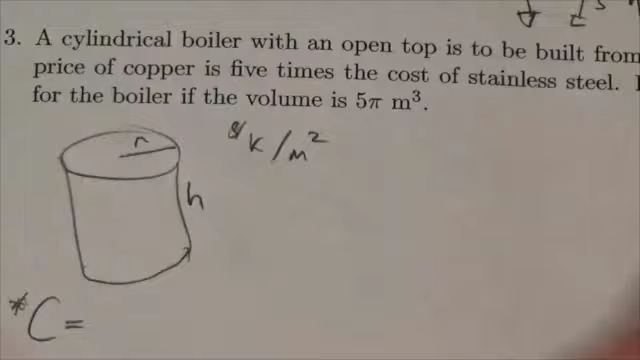 3. A cylindrical boiler with an open top is to be built from
price of copper is five times the cost of stainless steel.
for the boiler if the volume is 5π m³.
r
$/K/m²
h
*C=